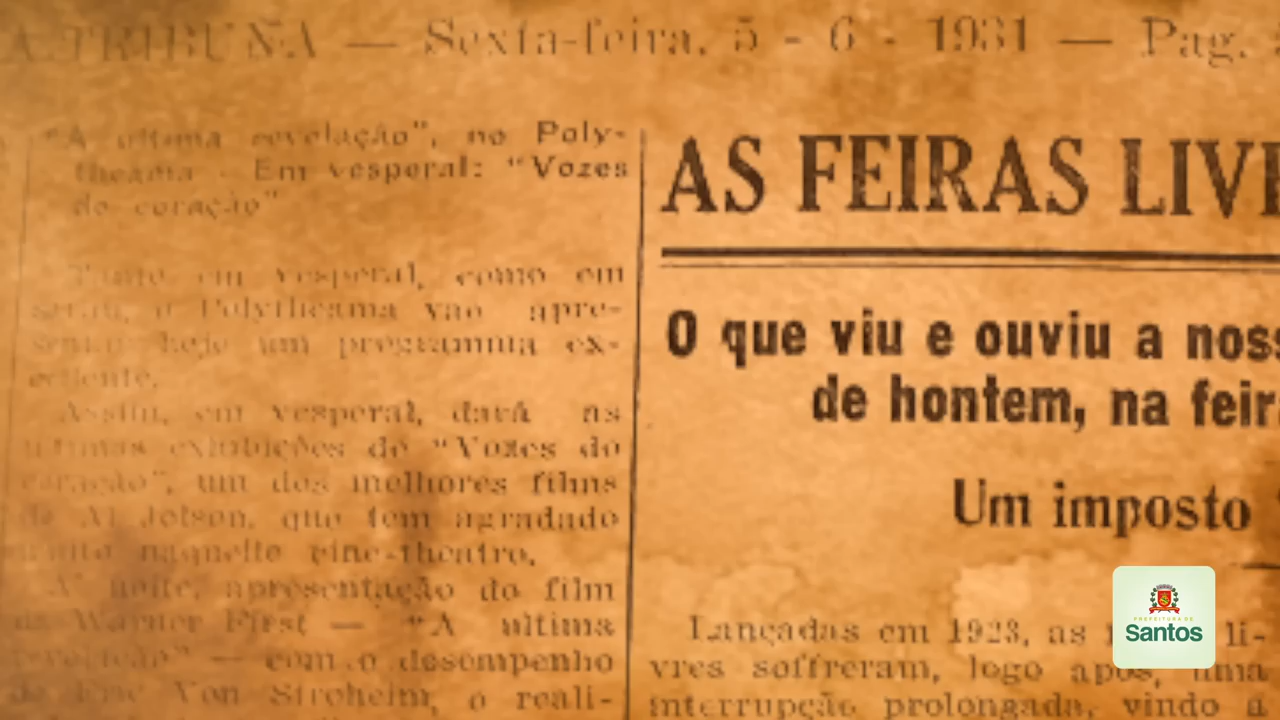 A TRIBUNA — Sexta-feira, 5 - 6 - 1931 — Pag.
"A ultima revelação", no Poly-
theama - Em vesperal: "Vozes
do coração"
Tanto em vesperal, como em
o Polytheama vae apre-
sentar hoje um programma ex-
cellente.
Assim, em vesperal, dará as
ultimas exhibições de "Vozes do
coração", um dos melhores films
de Al Jolson, que tem agradado
muito naquelle cine-theatro.
A' noite, apresentação do film
da Warner First — "A ultima
revelação" — com o desempenho
de Eric Von Stroheim, o reali-
AS FEIRAS LIV
O que viu e ouviu a nos
de hontem, na feir
Um imposto
Lançadas em 1923, as li-
vres soffreram, logo após, uma
interrupção prolongada, vindo a
PREFEITURA DE
Santos